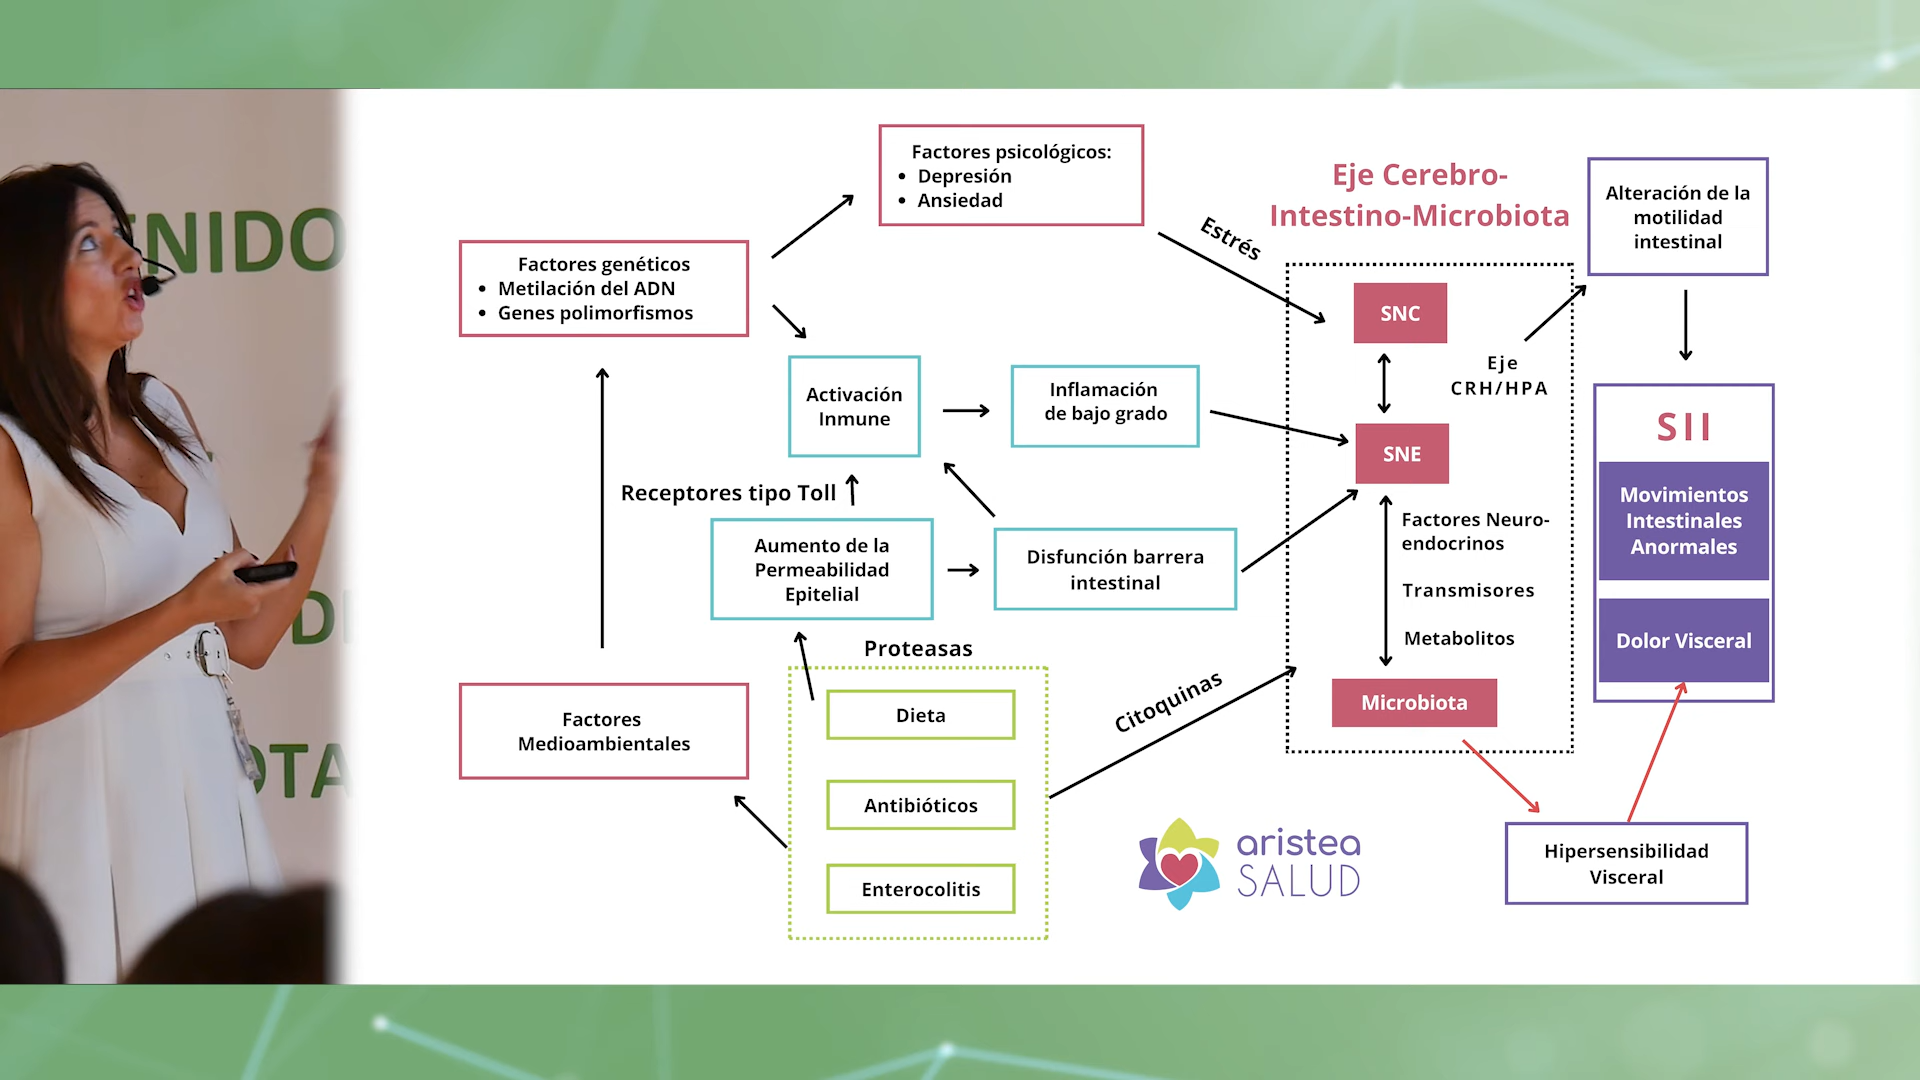 ENIDO
D
OTA
Factores psicológicos:
• Depresión
• Ansiedad
Factores genéticos
• Metilación del ADN
• Genes polimorfismos
Estrés
Eje Cerebro-
Intestino-Microbiota
Alteración de la
motilidad
intestinal
SNC
Eje
CRH/HPA
Activación
Inmune
Inflamación
de bajo grado
SNE
SII
Movimientos
Intestinales
Anormales
Dolor Visceral
Receptores tipo Toll
Aumento de la
Permeabilidad
Epitelial
Disfunción barrera
intestinal
Factores Neuro-
endocrinos
Transmisores
Metabolitos
Proteasas
Dieta
Antibióticos
Enterocolitis
Factores
Medioambientales
Citoquinas
Microbiota
Hipersensibilidad
Visceral
aristea
SALUD